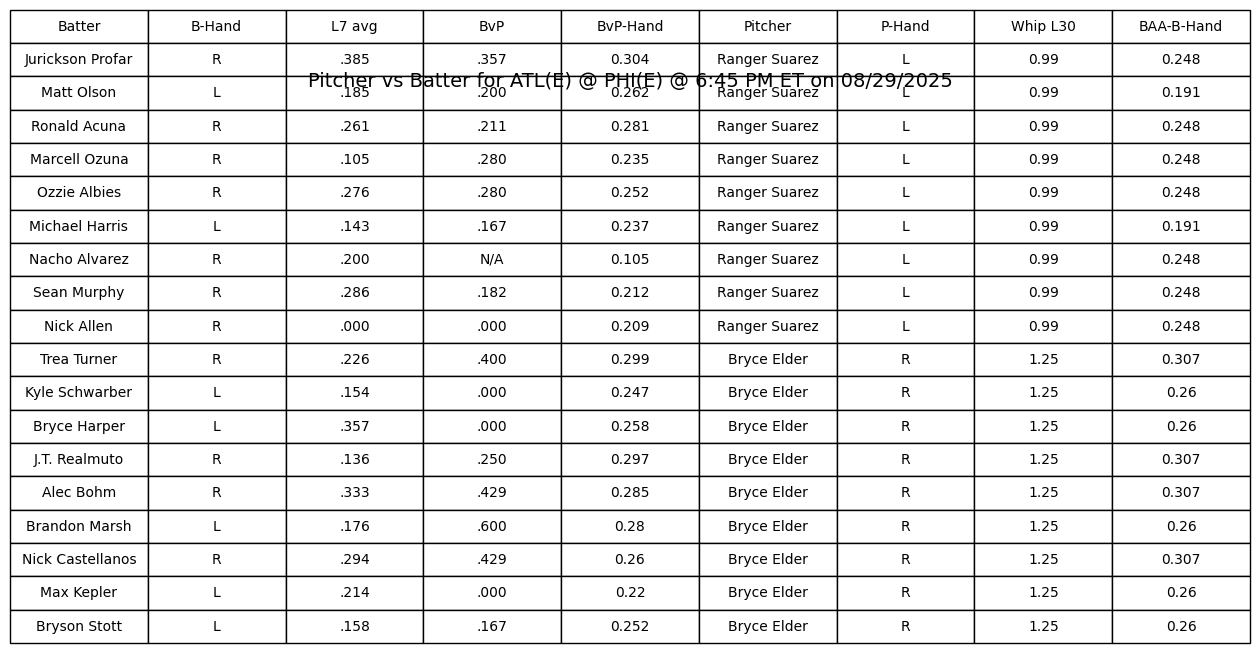 Batter B-Hand L7 avg BvP BvP-Hand Pitcher P-Hand Whip L30 BAA-B-Hand
Jurickson Profar R .385 .357 0.304 Ranger Suarez L 0.99 0.248
Pitcher vs Batter for ATL(E) @ PHI(E) @ 6:45 PM ET on 08/29/2025
Matt Olson L .185 .200 0.262 Ranger Suarez L 0.99 0.191
Ronald Acuna R .261 .211 0.281 Ranger Suarez L 0.99 0.248
Marcell Ozuna R .105 .280 0.235 Ranger Suarez L 0.99 0.248
Ozzie Albies R .276 .280 0.252 Ranger Suarez L 0.99 0.248
Michael Harris L .143 .167 0.237 Ranger Suarez L 0.99 0.191
Nacho Alvarez R .200 N/A 0.105 Ranger Suarez L 0.99 0.248
Sean Murphy R .286 .182 0.212 Ranger Suarez L 0.99 0.248
Nick Allen R .000 .000 0.209 Ranger Suarez L 0.99 0.248
Trea Turner R .226 .400 0.299 Bryce Elder R 1.25 0.307
Kyle Schwarber L .154 .000 0.247 Bryce Elder R 1.25 0.26
Bryce Harper L .357 .000 0.258 Bryce Elder R 1.25 0.26
J.T. Realmuto R .136 .250 0.297 Bryce Elder R 1.25 0.307
Alec Bohm R .333 .429 0.285 Bryce Elder R 1.25 0.307
Brandon Marsh L .176 .600 0.28 Bryce Elder R 1.25 0.26
Nick Castellanos R .294 .429 0.26 Bryce Elder R 1.25 0.307
Max Kepler L .214 .000 0.22 Bryce Elder R 1.25 0.26
Bryson Stott L .158 .167 0.252 Bryce Elder R 1.25 0.26